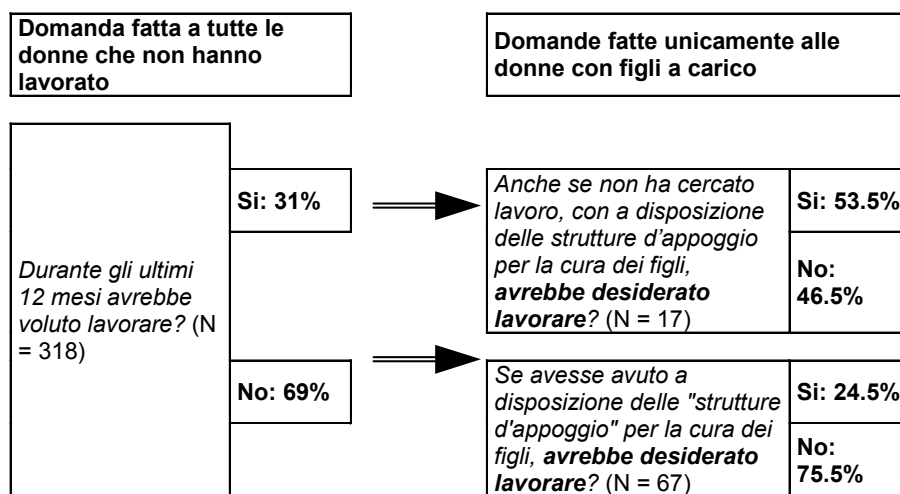 Domanda fatta a tutte le
donne che non hanno
lavorato
Domande fatte unicamente alle
donne con figli a carico
Durante gli ultimi
12 mesi avrebbe
voluto lavorare? (N
= 318)
Si: 31%
Anche se non ha cercato
lavoro, con a disposizione
delle strutture d’appoggio
per la cura dei figli,
avrebbe desiderato
lavorare? (N = 17)
Si: 53.5%
No:
46.5%
No: 69%
Se avesse avuto a
disposizione delle "strutture
d'appoggio" per la cura dei
figli, avrebbe desiderato
lavorare? (N = 67)
Si: 24.5%
No:
75.5%